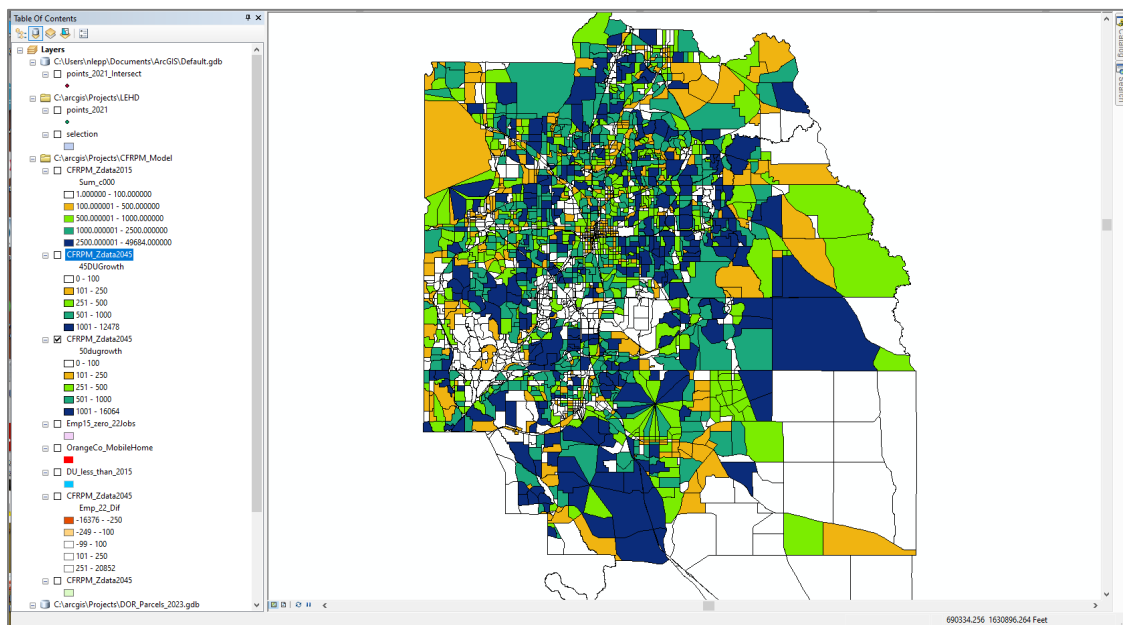 Table Of Contents
Layers
C:\Users\nlepp\Documents\ArcGIS\Default.gdb
points_2021_Intersect
C:\arcgis\Projects\LEHD
points_2021
selection
C:\arcgis\Projects\CFRPM_Model
CFRPM_Zdata2015
Sum_c000
1.000000 - 100.000000
100.000001 - 500.000000
500.000001 - 1000.000000
1000.000001 - 2500.000000
2500.000001 - 49684.000000
CFRPM_Zdata2045
45DUGrowth
0 - 100
101 - 250
251 - 500
501 - 1000
1001 - 12478
CFRPM_Zdata2045
50dugrowth
0 - 100
101 - 250
251 - 500
501 - 1000
1001 - 16064
Emp15_zero_22Jobs
OrangeCo_MobileHome
DU_less_than_2015
CFRPM_Zdata2045
Emp_22_Dif
-16376 - -250
-249 - -100
-99 - 100
101 - 250
251 - 20852
CFRPM_Zdata2045
C:\arcgis\Projects\DOR_Parcels_2023.gdb
Catalog
Search
690334.256 1630896.264 Feet